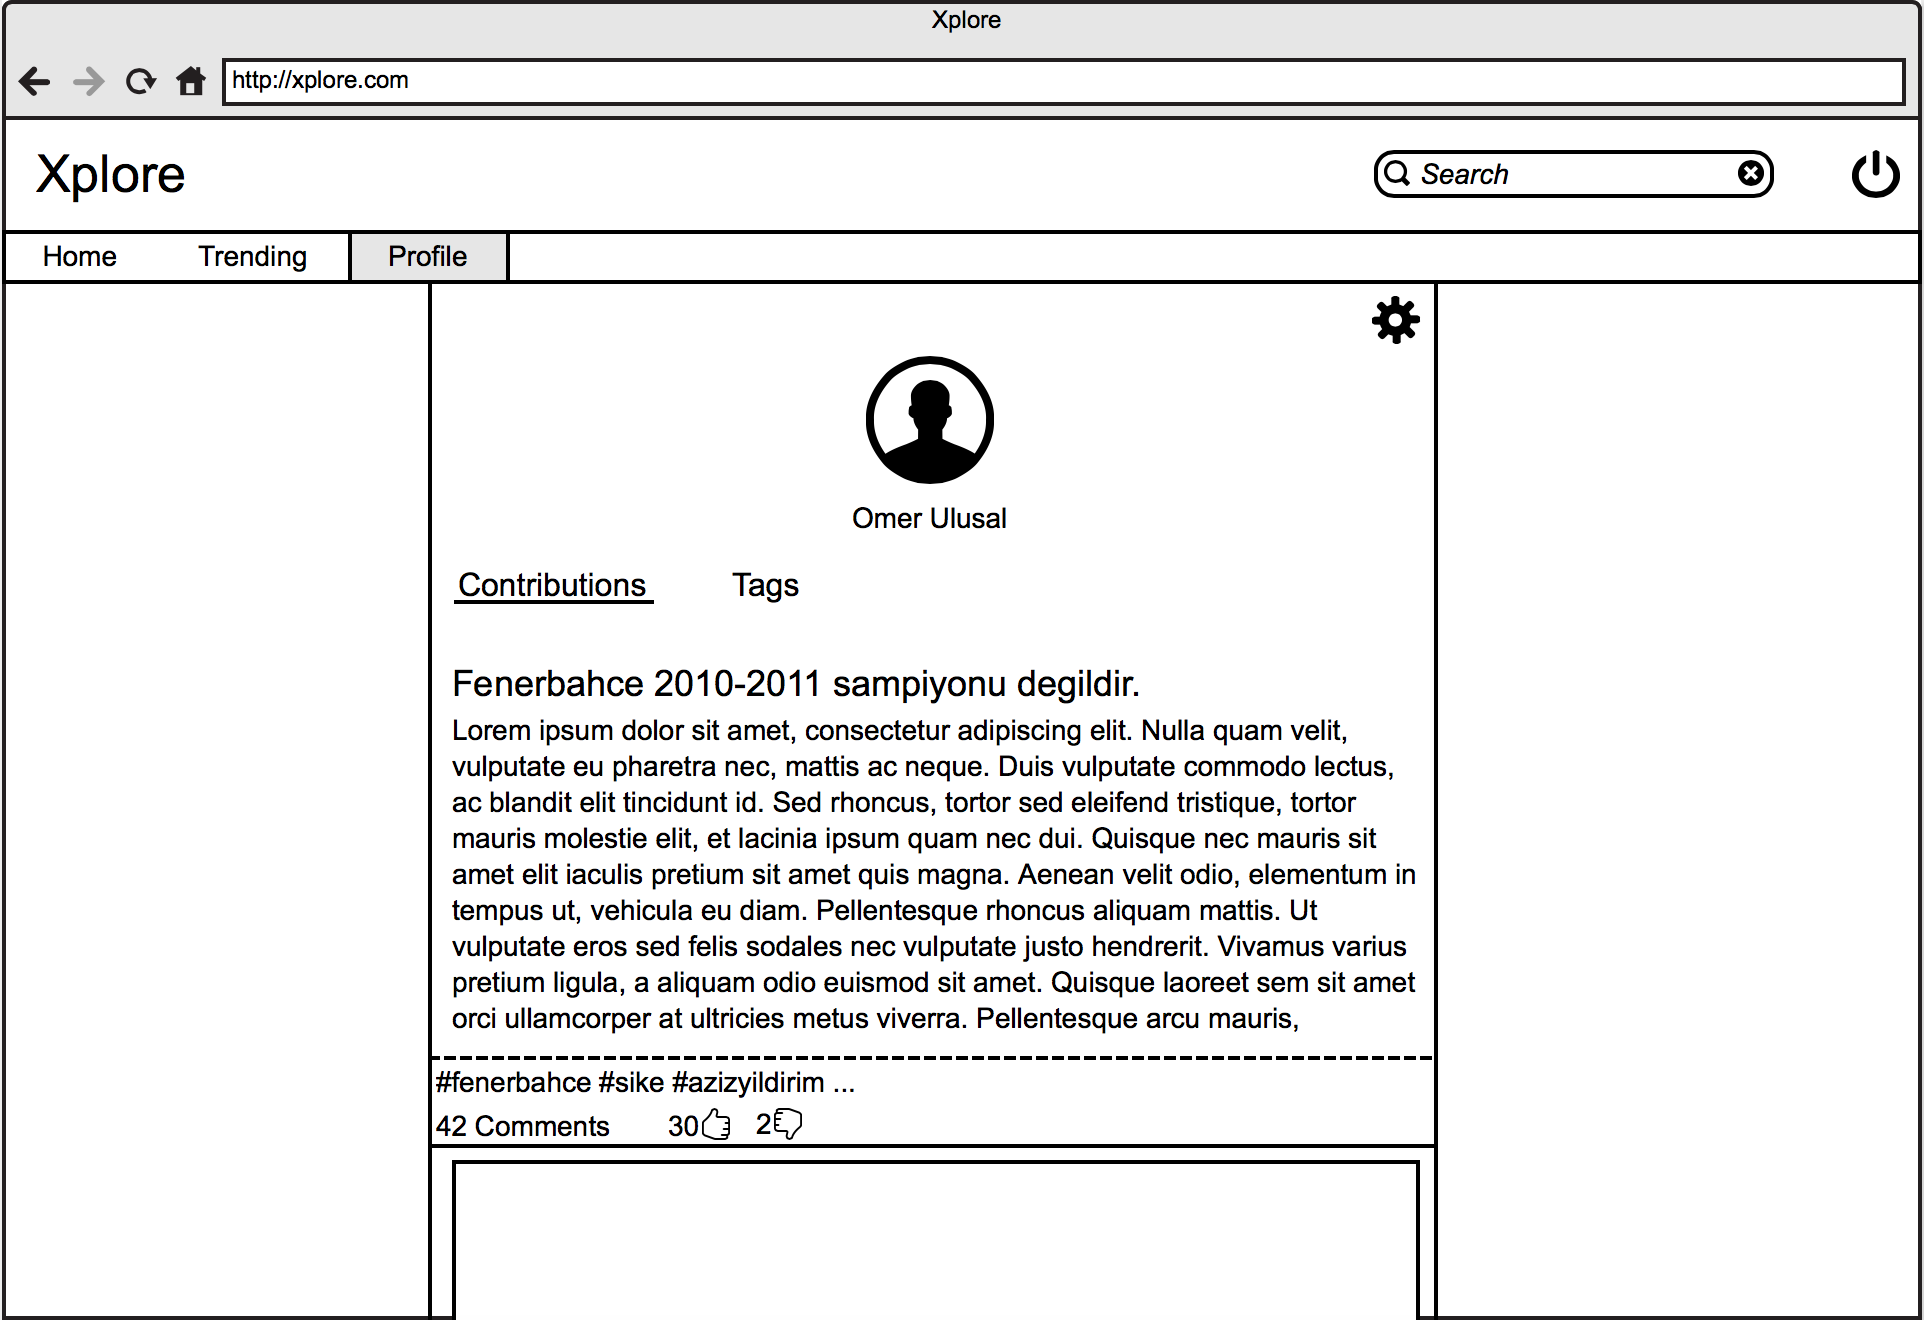 Xplore
http://xplore.com
Xplore
Search
Home Trending Profile
Omer Ulusal
Contributions Tags
Fenerbahce 2010-2011 sampiyonu degildir.
Lorem ipsum dolor sit amet, consectetur adipiscing elit. Nulla quam velit,
vulputate eu pharetra nec, mattis ac neque. Duis vulputate commodo lectus,
ac blandit elit tincidunt id. Sed rhoncus, tortor sed eleifend tristique, tortor
mauris molestie elit, et lacinia ipsum quam nec dui. Quisque nec mauris sit
amet elit iaculis pretium sit amet quis magna. Aenean velit odio, elementum in
tempus ut, vehicula eu diam. Pellentesque rhoncus aliquam mattis. Ut
vulputate eros sed felis sodales nec vulputate justo hendrerit. Vivamus varius
pretium ligula, a aliquam odio euismod sit amet. Quisque laoreet sem sit amet
orci ullamcorper at ultricies metus viverra. Pellentesque arcu mauris,
#fenerbahce #sike #azizyildirim ...
42 Comments 30 2